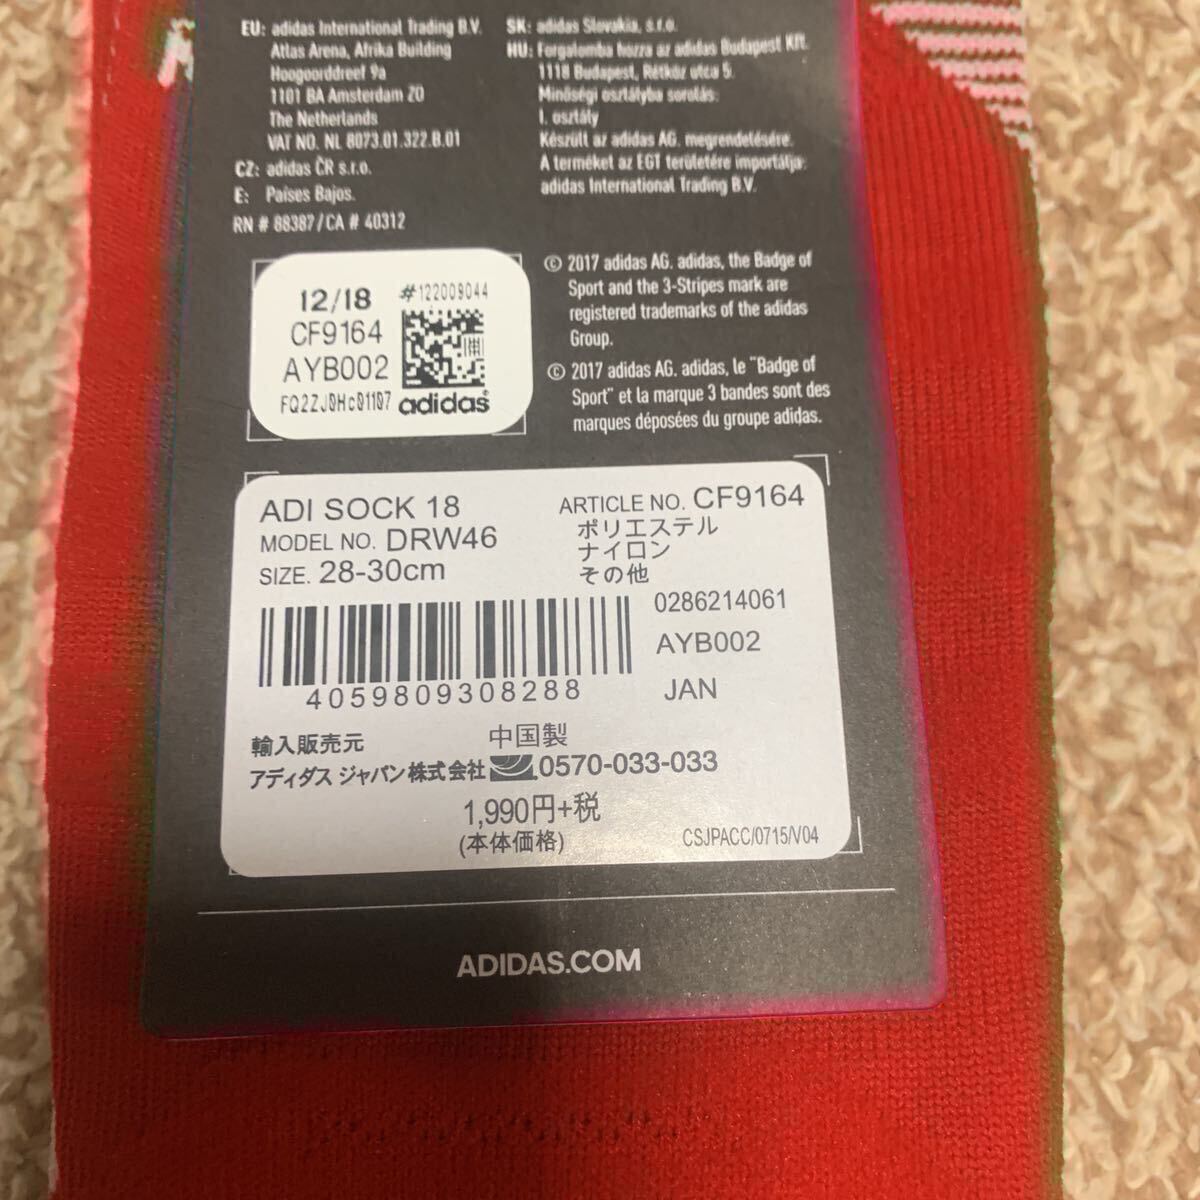 EU: adidas International Trading B.V.
Atlas Arena, Afrika Building
Hoogoorddreef 9a
1101 BA Amsterdam ZO
The Netherlands
VAT NO. NL 8073.01.322.B.01
CZ: adidas ČR s.r.o.
E: Países Bajos.
RN # 88387/CA # 40312
SK: adidas Slovakia, s.r.o.
HU: Forgalomba hozza az adidas Budapest Kft.
1118 Budapest, Rétköz utca 5.
Minőségi osztályba sorolás:
I. osztály
Készült az adidas AG. megrendelésére.
A terméket az EGT területére importálja:
adidas International Trading B.V.
12/18 #122009044
CF9164
AYB002
FQ2ZJ0Hc01107 adidas
© 2017 adidas AG. adidas, the Badge of
Sport and the 3-Stripes mark are
registered trademarks of the adidas
Group.
© 2017 adidas AG. adidas, le "Badge of
Sport" et la marque 3 bandes sont des
marques déposées du groupe adidas.
ADI SOCK 18
MODEL NO. DRW46
SIZE. 28-30cm
ARTICLE NO. CF9164
ポリエステル
ナイロン
その他
0286214061
AYB002
JAN
4059809308288
輸入販売元
中国製
アディダス ジャパン株式会社 0570-033-033
1,990円+税
(本体価格)
CSJPACC/0715/V04
ADIDAS.COM